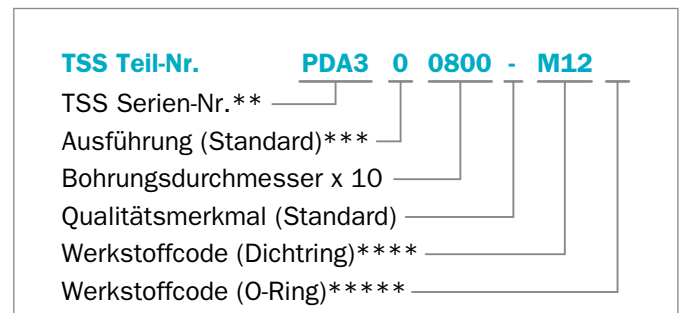 TSS Teil-Nr. PDA3 0 0800 - M12
TSS Serien-Nr.**
Ausführung (Standard)***
Bohrungsdurchmesser x 10
Qualitätsmerkmal (Standard)
Werkstoffcode (Dichtring)****
Werkstoffcode (O-Ring)*****